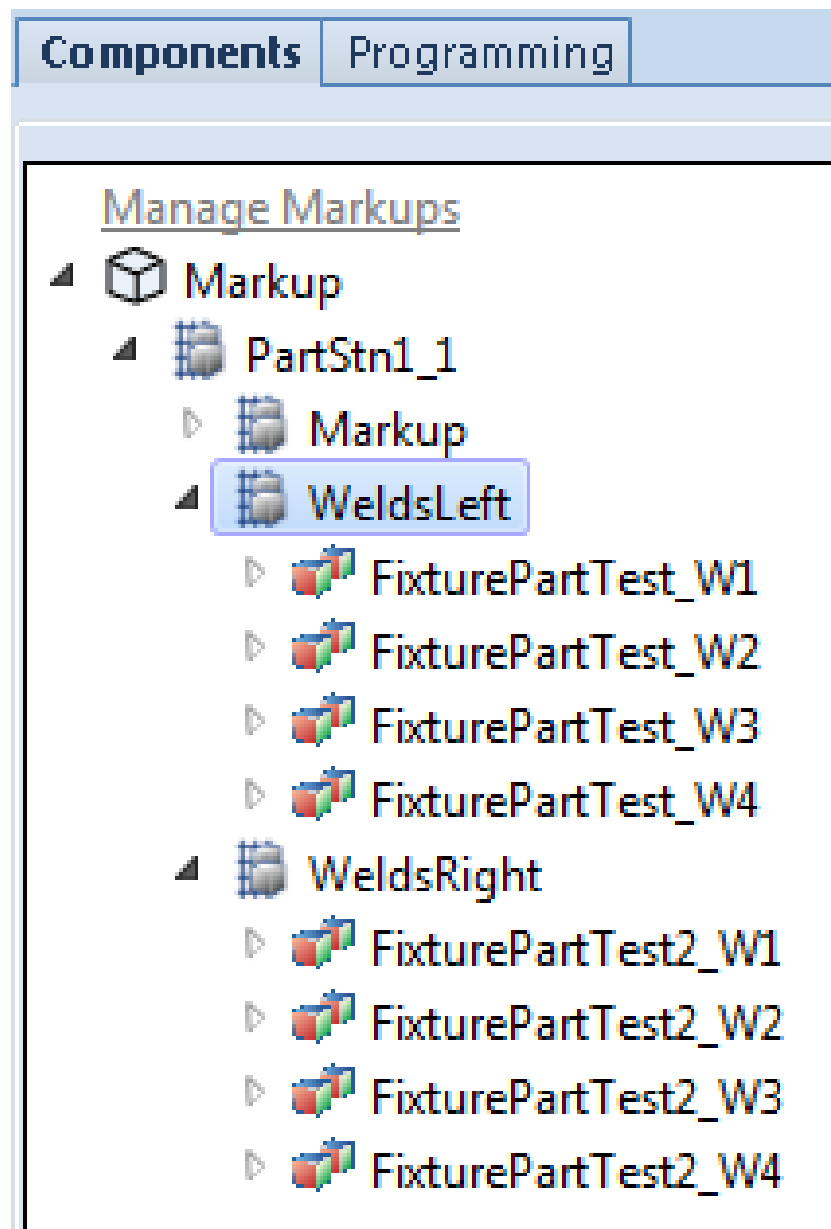 Components Programming
Manage Markups
Markup
PartStn1_1
Markup
WeldsLeft
FixturePartTest_W1
FixturePartTest_W2
FixturePartTest_W3
FixturePartTest_W4
WeldsRight
FixturePartTest2_W1
FixturePartTest2_W2
FixturePartTest2_W3
FixturePartTest2_W4